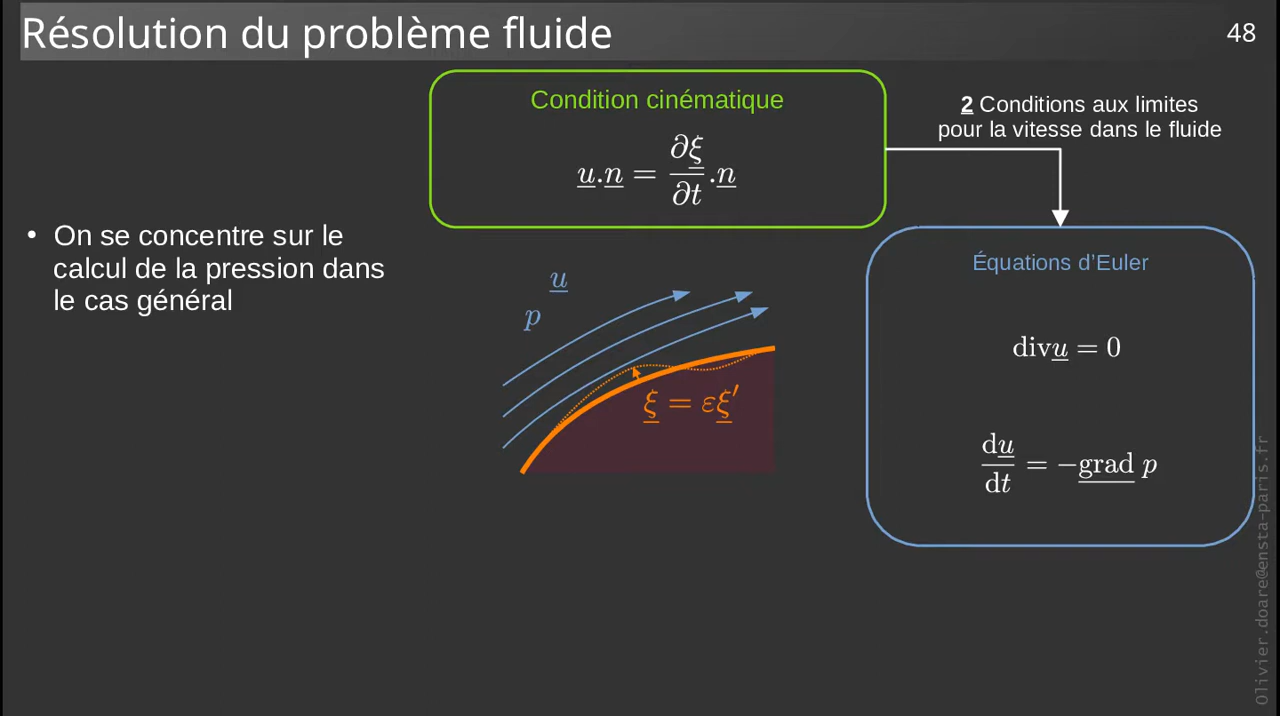 Résolution du problème fluide
48
Condition cinématique
u.n = ∂ξ/∂t .n
2 Conditions aux limites
pour la vitesse dans le fluide
• On se concentre sur le
calcul de la pression dans
le cas général
u
p
ξ = εξ′
Équations d’Euler
divu = 0
du/dt = −grad p
Olivier.doare@ensta-paris.fr